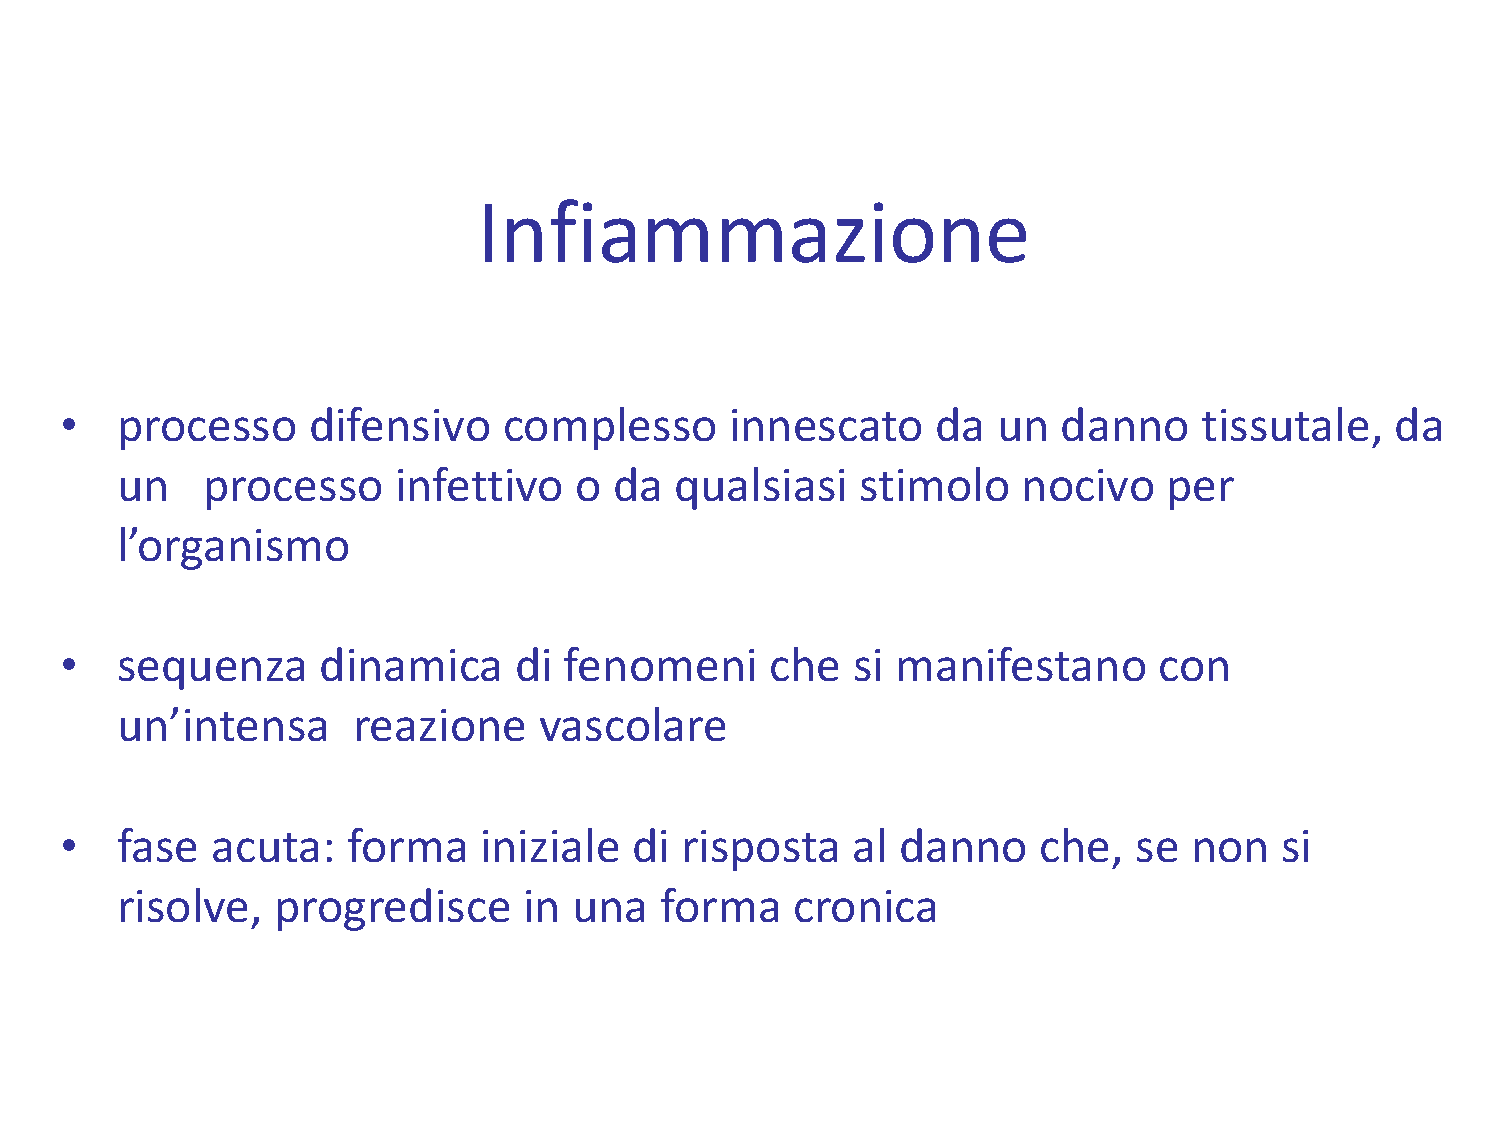 Infiammazione
• processo difensivo complesso innescato da un danno tissutale, da
un processo infettivo o da qualsiasi stimolo nocivo per
l’organismo
• sequenza dinamica di fenomeni che si manifestano con
un’intensa reazione vascolare
• fase acuta: forma iniziale di risposta al danno che, se non si
risolve, progredisce in una forma cronica